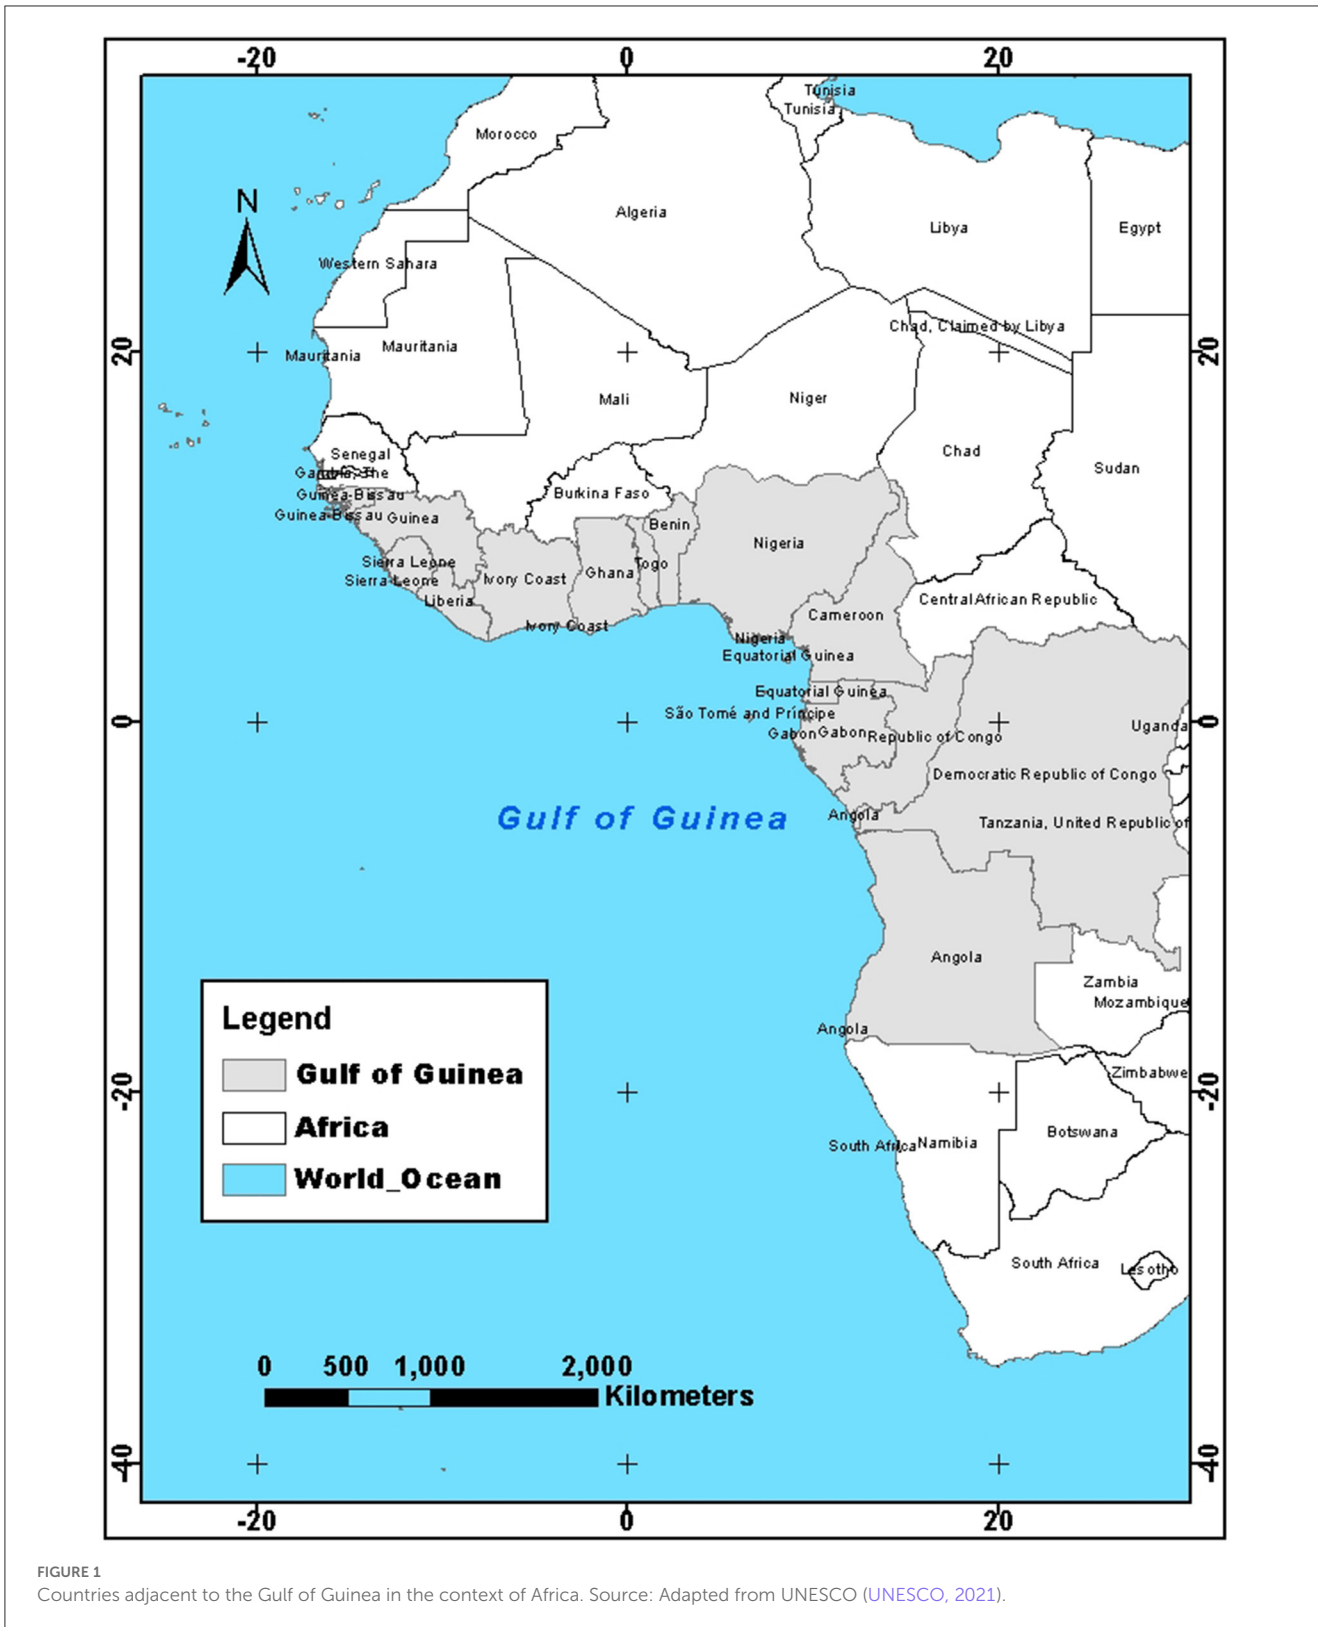 -20 0 20
Tunisia
Tunisia
Morocco
N
Algeria
Libya
Egypt
Western Sahara
Chad, Claimed by Libya
20
Mauritania
Mauritania
20
Mali
Niger
Chad
Senegal
Sudan
Gambia, The
Guinea-Bissau
Burkina Faso
Guinea-Bissau
Guinea
Benin
Nigeria
Sierra Leone
Togo
Sierra Leone
Ivory Coast
Ghana
Liberia
Central African Republic
Cameroon
Ivory Coast
Nigeria
Equatorial Guinea
Equatorial Guinea
São Tomé and Príncipe
0
Gabon
Gabon
Republic of Congo
Uganda
0
Democratic Republic of Congo
Gulf of Guinea
Angola
Tanzania, United Republic of
Angola
Zambia
Mozambique
Angola
Legend
Gulf of Guinea
Africa
World_Ocean
-20
Zimbabwe
-20
Botswana
South Africa
Namibia
South Africa
Lesotho
0 500 1,000 2,000
Kilometers
-40
-40
-20 0 20
FIGURE 1
Countries adjacent to the Gulf of Guinea in the context of Africa. Source: Adapted from UNESCO (UNESCO, 2021).